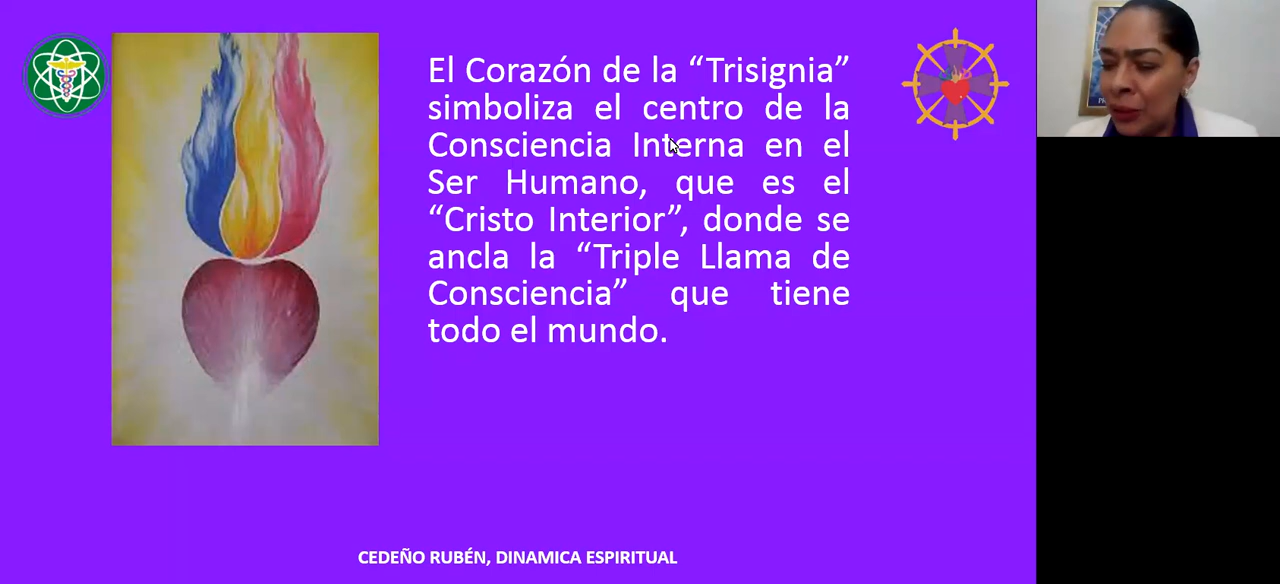 El Corazón de la “Trisignia”
simboliza el centro de la
Consciencia Interna en el
Ser Humano, que es el
“Cristo Interior”, donde se
ancla la “Triple Llama de
Consciencia” que tiene
todo el mundo.
CEDEÑO RUBÉN, DINAMICA ESPIRITUAL